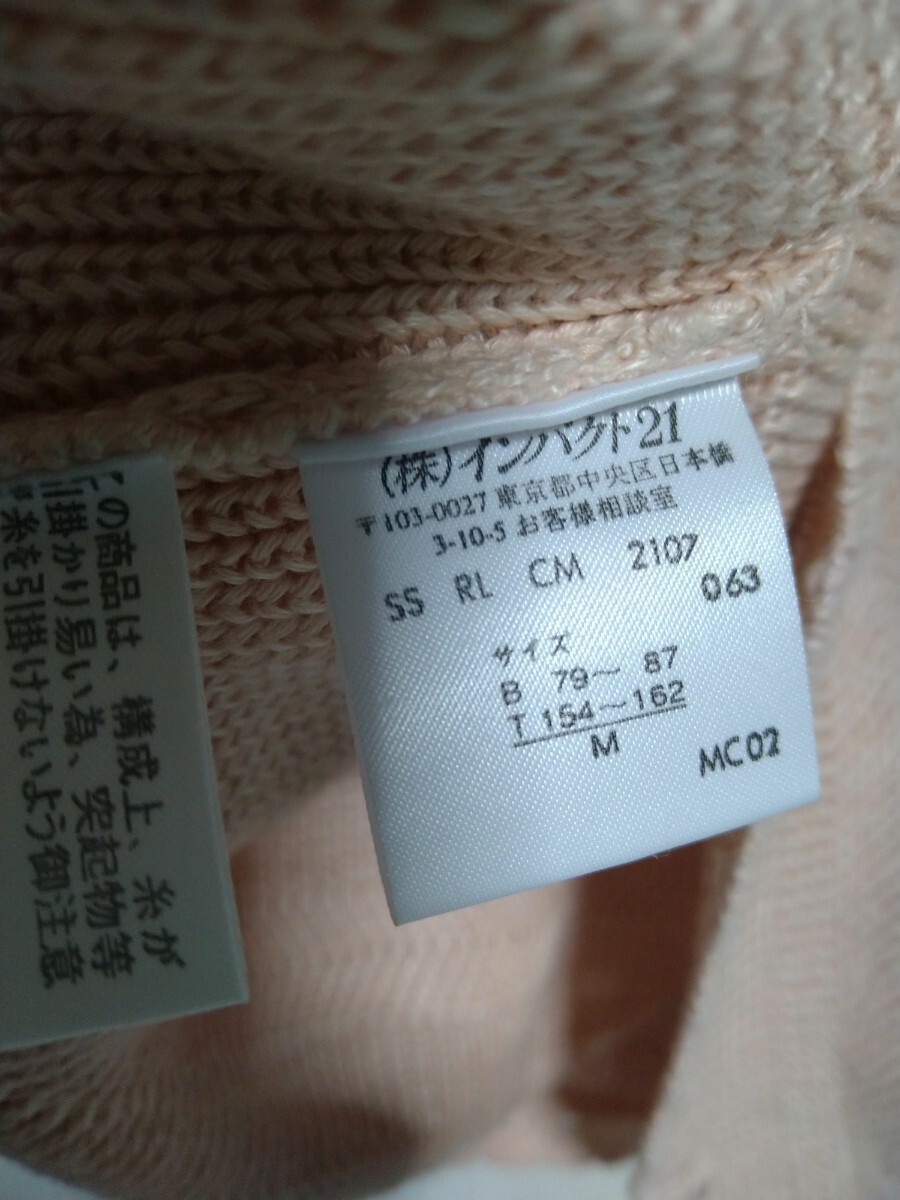 (株)インパクト21
〒103-0027 東京都中央区日本橋
3-10-5 お客様相談室
SS RL CM 2107
063
サイズ
B 79～ 87
T 154～162
M
MC02
の商品は、構成上、糸が
引掛かり易い為、突起物等
糸を引掛けないよう御注意